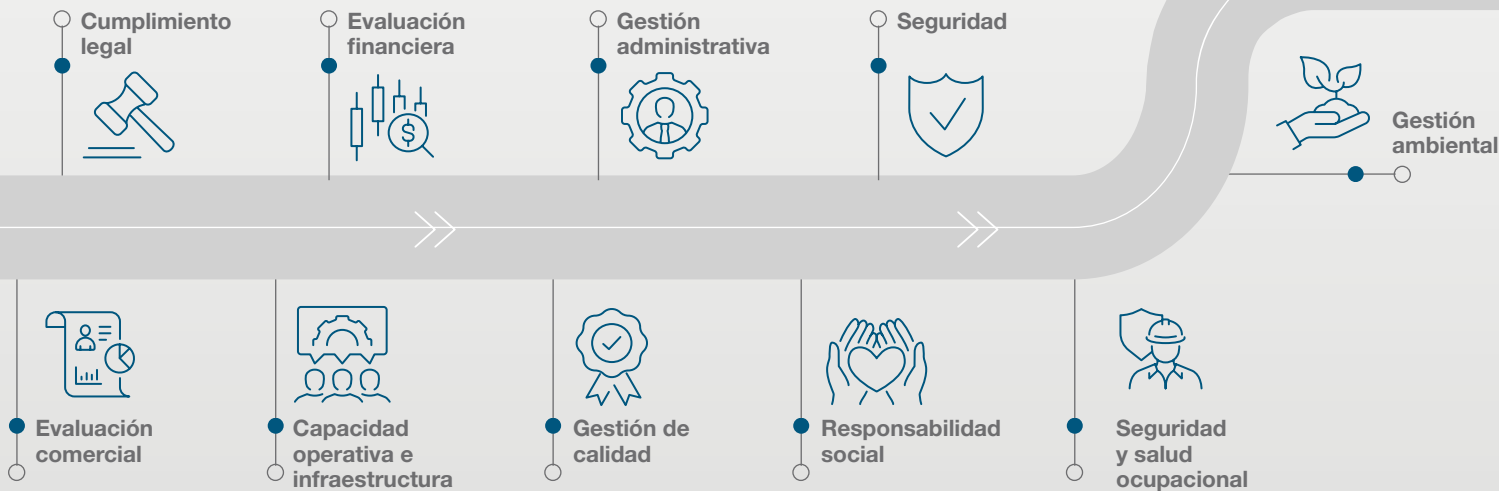 Cumplimiento
legal
Evaluación
financiera
Gestión
administrativa
Seguridad
Gestión
ambiental
Evaluación
comercial
Capacidad
operativa e
infraestructura
Gestión de
calidad
Responsabilidad
social
Seguridad
y salud
ocupacional